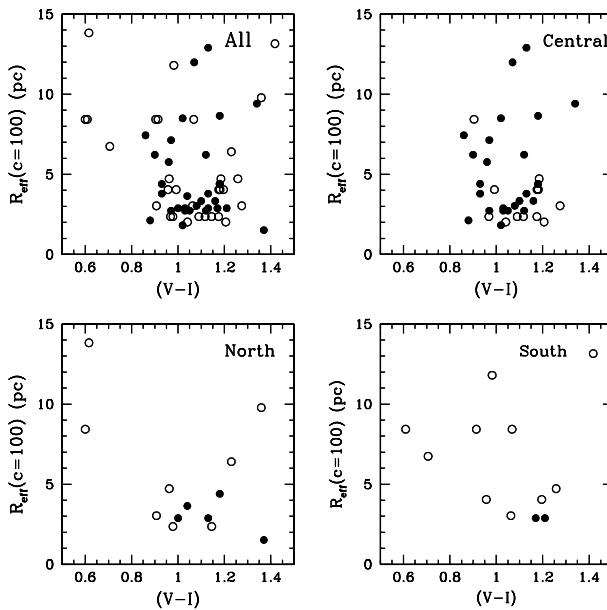 All
15
10
5
0
R_eff(c=100) (pc)
0.6 0.8 1 1.2 1.4
(V−I)
Central
15
10
5
0
R_eff(c=100) (pc)
0.6 0.8 1 1.2 1.4
(V−I)
North
15
10
5
0
R_eff(c=100) (pc)
0.6 0.8 1 1.2 1.4
(V−I)
South
15
10
5
0
R_eff(c=100) (pc)
0.6 0.8 1 1.2 1.4
(V−I)